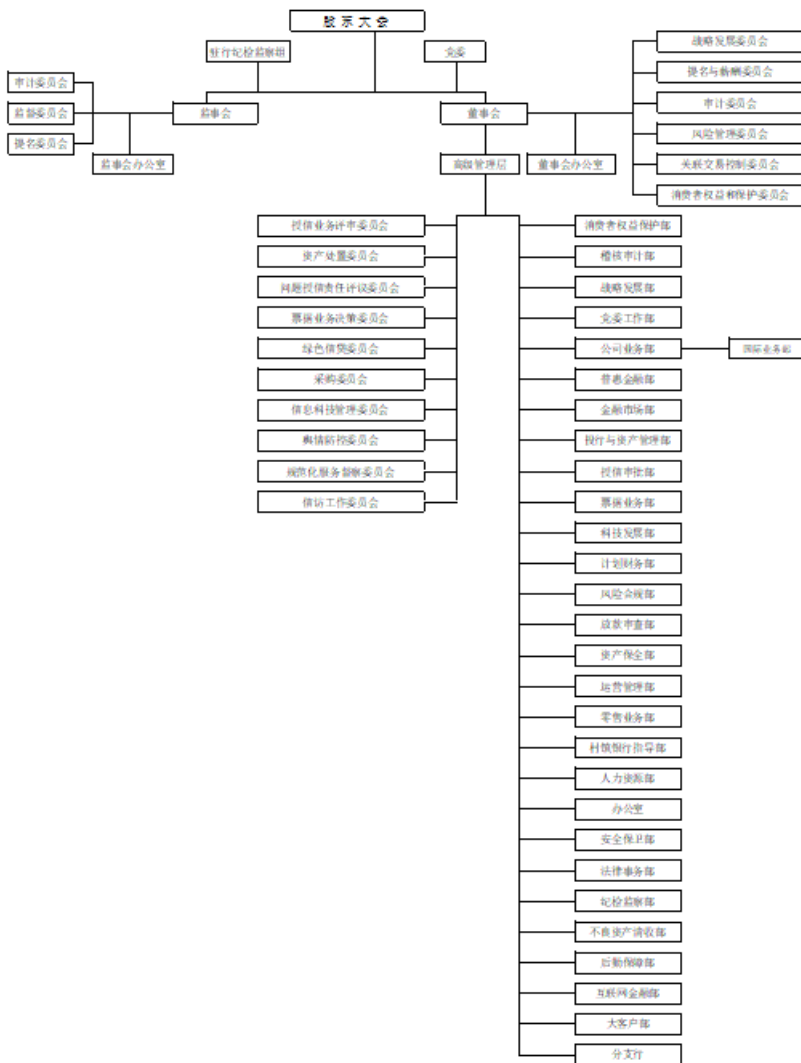 股东大会
驻行纪检监察组
党委
战略发展委员会
提名与薪酬委员会
审计委员会
风险管理委员会
关联交易控制委员会
消费者权益和保护委员会
审计委员会
监督委员会
提名委员会
监事会
监事会办公室
董事会
董事会办公室
高级管理层
授信业务评审委员会
资产处置委员会
问题授信责任评议委员会
票据业务决策委员会
绿色信贷委员会
采购委员会
信息科技管理委员会
舆情防控委员会
规范化服务督察委员会
信访工作委员会
消费者权益保护部
稽核审计部
战略发展部
党委工作部
公司业务部
国际业务部
普惠金融部
金融市场部
投行与资产管理部
授信审批部
票据业务部
科技发展部
计划财务部
风险合规部
放款审查部
资产保全部
运营管理部
零售业务部
村镇银行指导部
人力资源部
办公室
安全保卫部
法律事务部
纪检监察部
不良资产清收部
后勤保障部
互联网金融部
大客户部
分支行